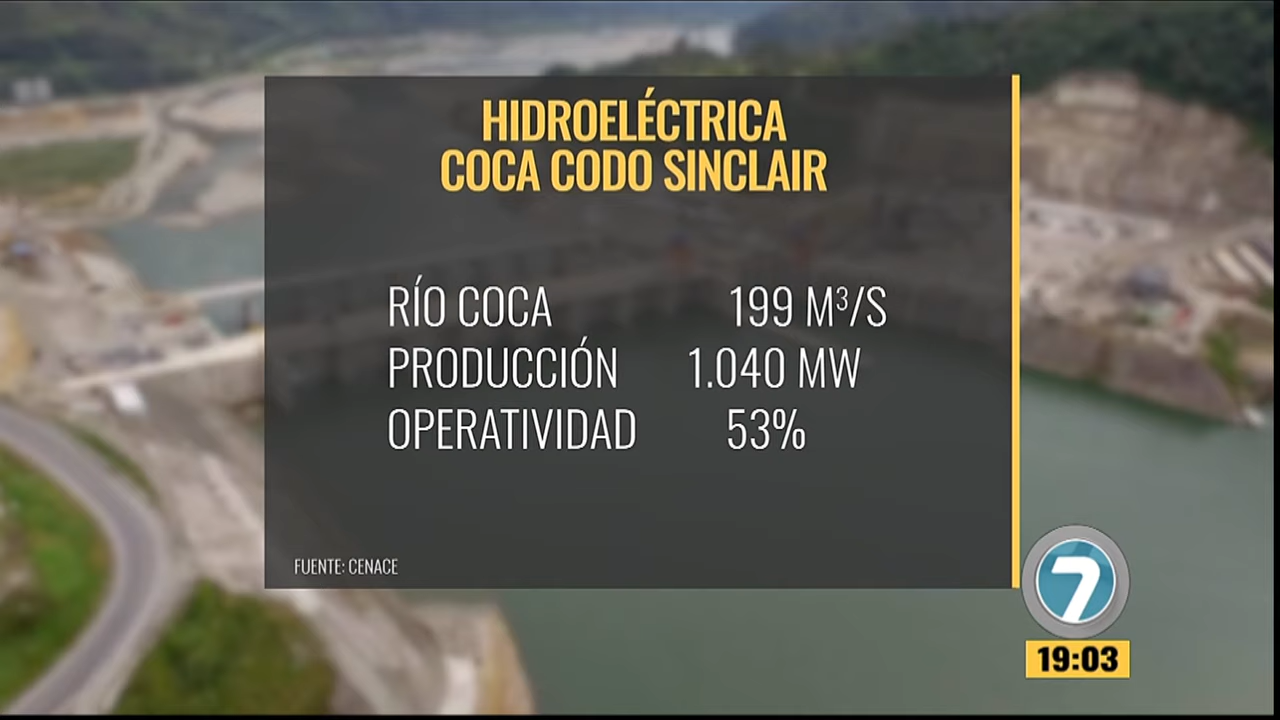 HIDROELÉCTRICA
COCA CODO SINCLAIR
RÍO COCA 199 M³/S
PRODUCCIÓN 1.040 MW
OPERATIVIDAD 53%
FUENTE: CENACE
7
19:03